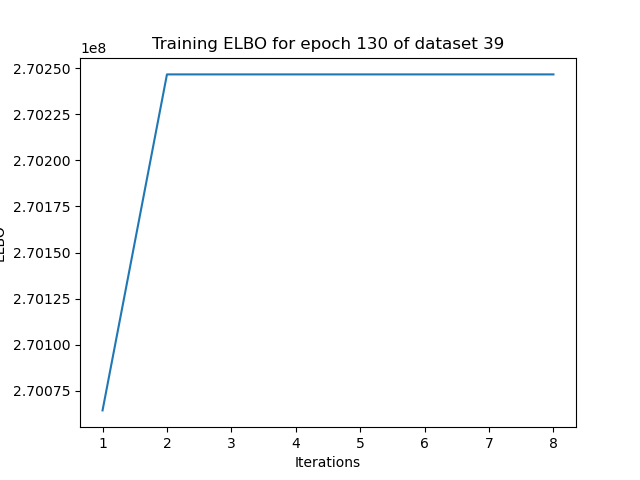 Training ELBO for epoch 130 of dataset 39
1e8
2.70250
2.70225
2.70200
2.70175
2.70150
2.70125
2.70100
2.70075
ELBO
1 2 3 4 5 6 7 8
Iterations